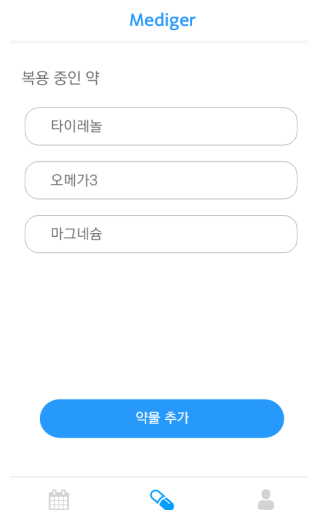 Mediger
복용 중인 약
타이레놀
오메가3
마그네슘
약물 추가